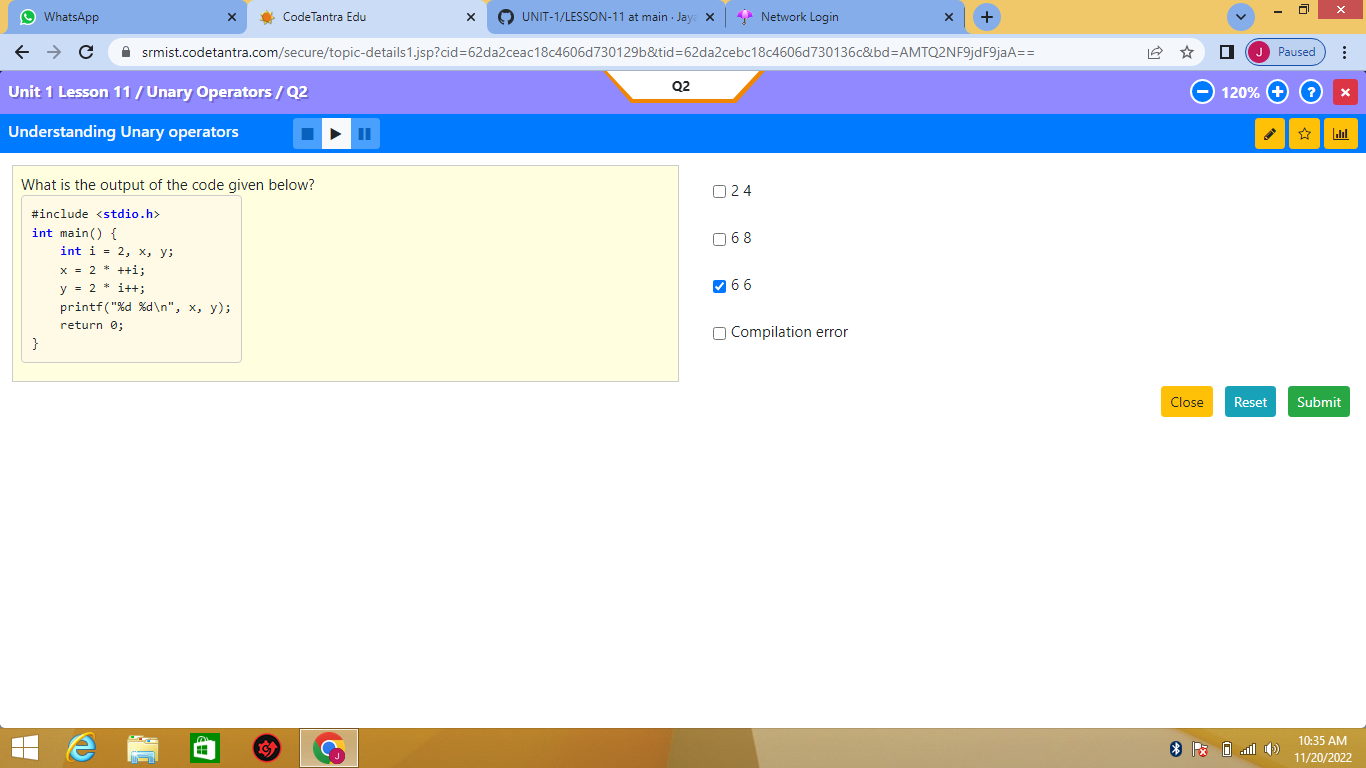 WhatsApp
CodeTantra Edu
UNIT-1/LESSON-11 at main · Jaya
Network Login
srmist.codetantra.com/secure/topic-details1.jsp?cid=62da2ceac18c4606d730129b&tid=62da2cebc18c4606d730136c&bd=AMTQ2NF9jdF9jaA==
J Paused
Unit 1 Lesson 11 / Unary Operators / Q2
Q2
120%
?
Understanding Unary operators
What is the output of the code given below?
#include <stdio.h>
int main() {
    int i = 2, x, y;
    x = 2 * ++i;
    y = 2 * i++;
    printf("%d %d\n", x, y);
    return 0;
}
2 4
6 8
6 6
Compilation error
Close
Reset
Submit
J
10:35 AM
11/20/2022